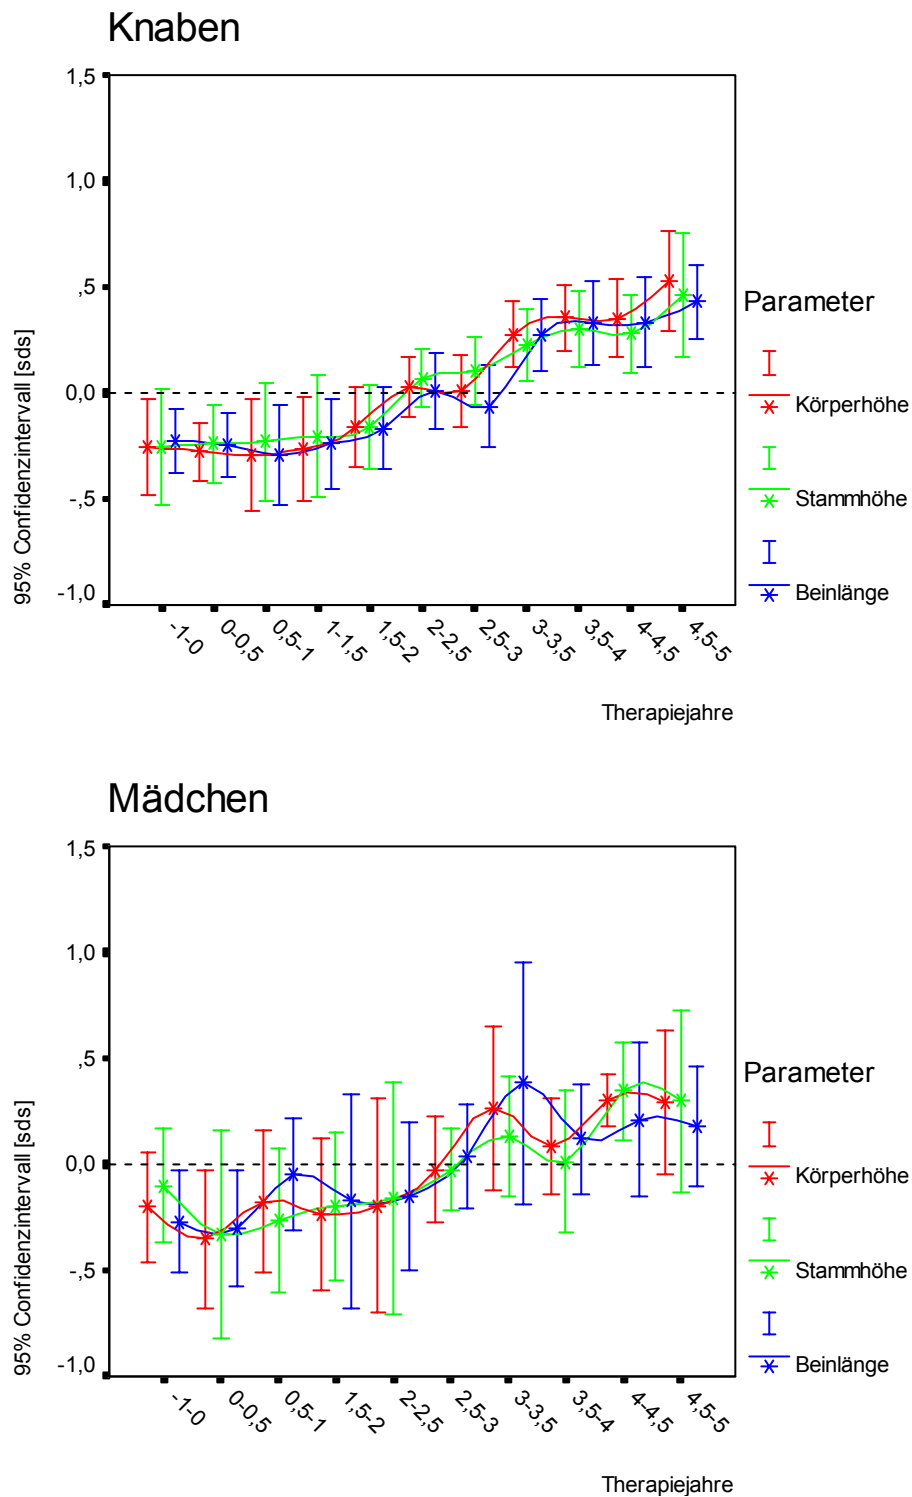 Knaben
1,5
1,0
,5
0,0
-,5
-1,0
95% Confidenzintervall [sds]
-1-0
0-0,5
0,5-1
1-1,5
1,5-2
2-2,5
2,5-3
3-3,5
3,5-4
4-4,5
4,5-5
Therapiejahre
Parameter
Körperhöhe
Stammhöhe
Beinlänge
Mädchen
1,5
1,0
,5
0,0
-,5
-1,0
95% Confidenzintervall [sds]
-1-0
0-0,5
0,5-1
1,5-2
2-2,5
2,5-3
3-3,5
3,5-4
4-4,5
4,5-5
Therapiejahre
Parameter
Körperhöhe
Stammhöhe
Beinlänge